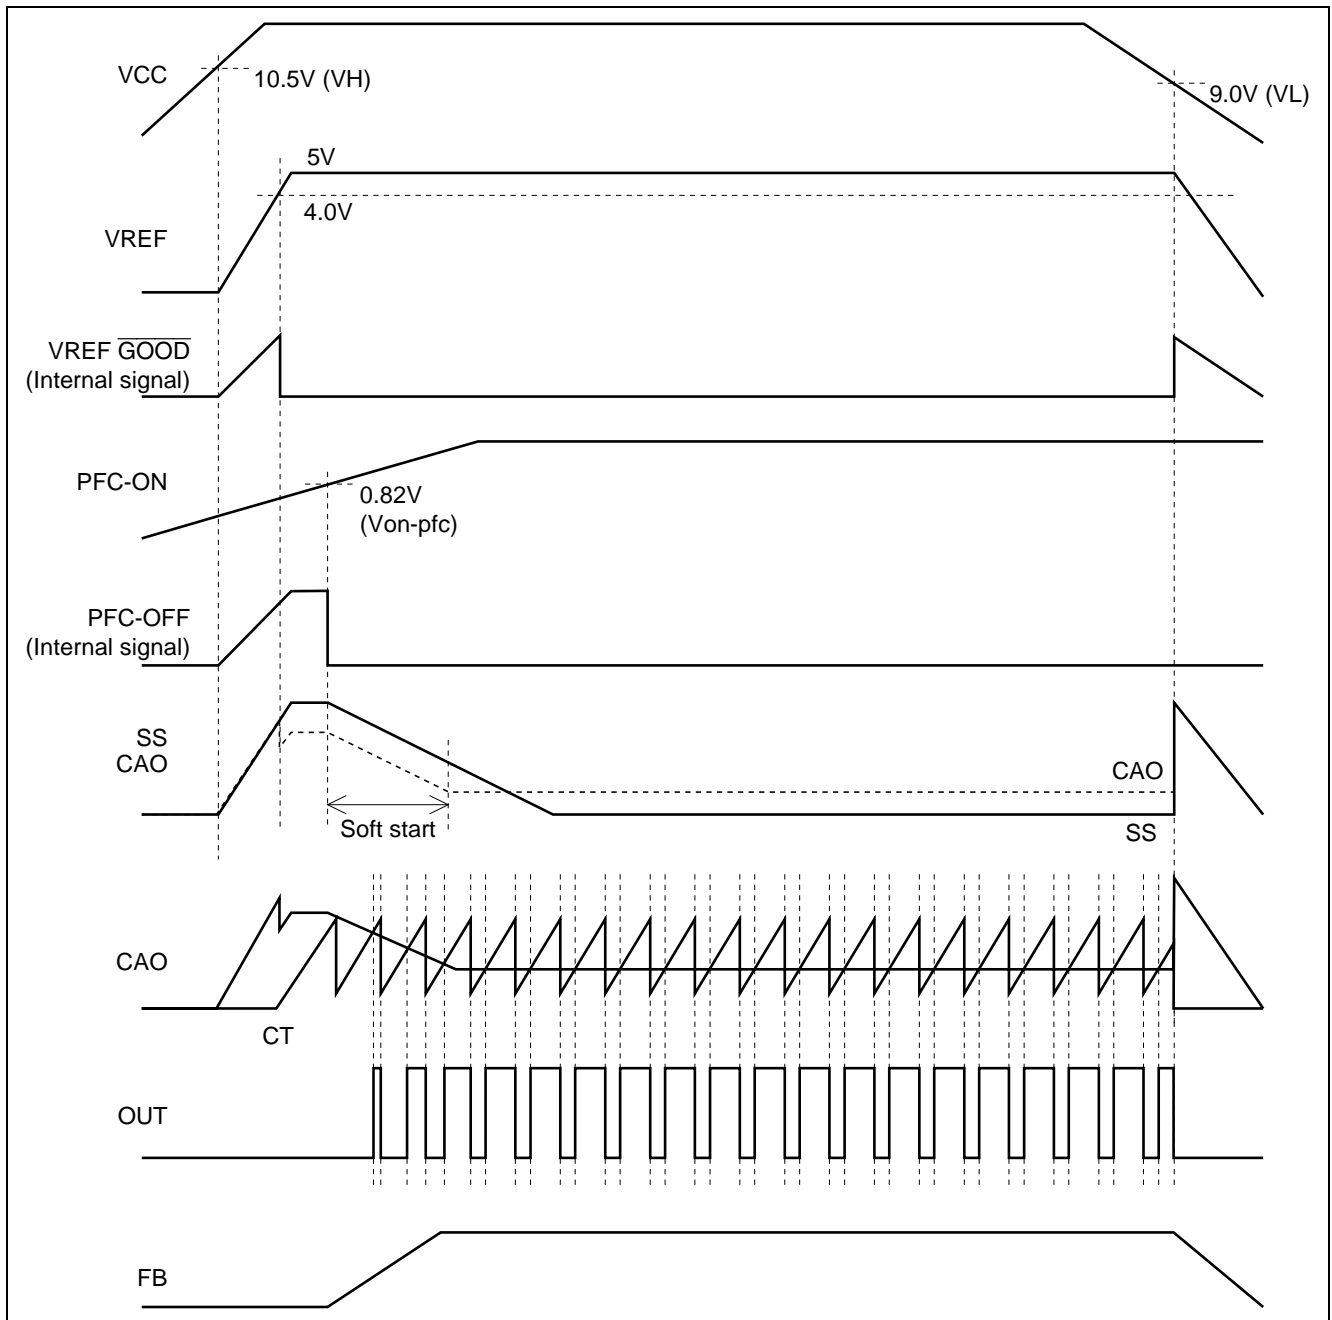 VCC
10.5V (VH)
9.0V (VL)
5V
4.0V
VREF
VREF G̅O̅O̅D̅
(Internal signal)
PFC-ON
0.82V
(Von-pfc)
PFC-OFF
(Internal signal)
SS
CAO
CAO
Soft start
SS
CAO
CT
OUT
FB